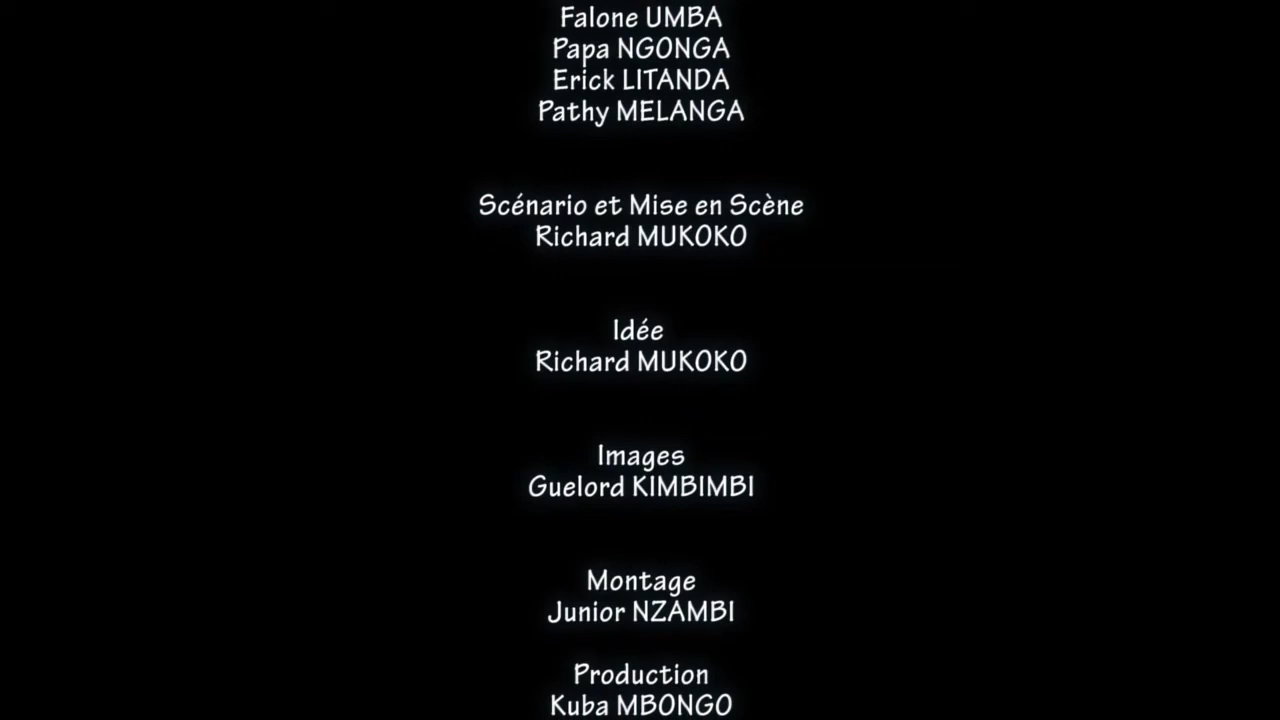 Falone UMBA
Papa NGONGA
Erick LITANDA
Pathy MELANGA
Scénario et Mise en Scène
Richard MUKOKO
Idée
Richard MUKOKO
Images
Guelord KIMBIMBI
Montage
Junior NZAMBI
Production
Kuba MBONGO